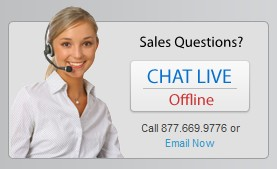 Sales Questions?
CHAT LIVE
Offline
Call 877.669.9776 or
Email Now